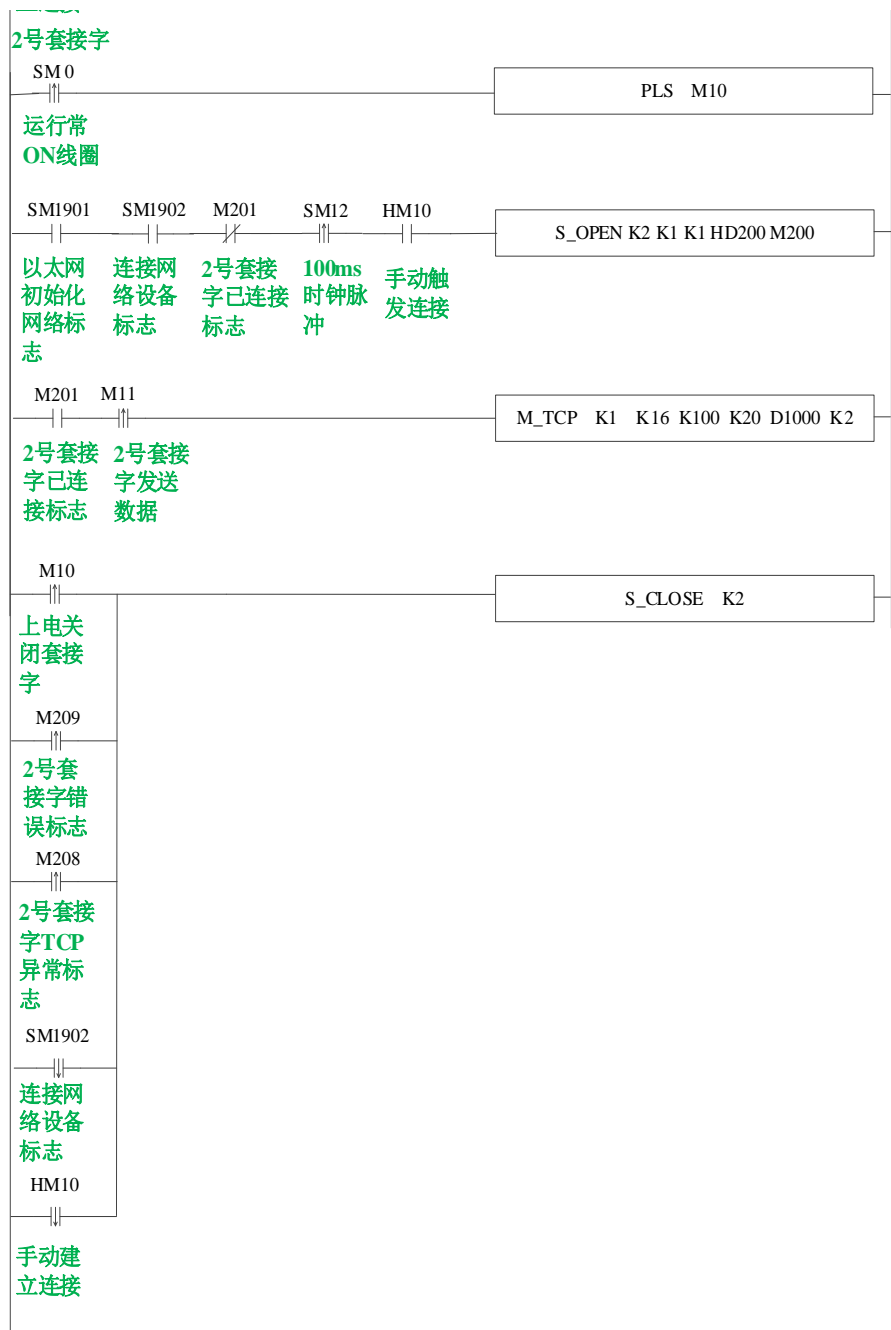 2号套接字
SM0
PLS M10
运行常
ON线圈
SM1901 SM1902 M201 SM12 HM10
S_OPEN K2 K1 K1 HD200 M200
以太网
初始化
网络标
志
连接网
络设备
标志
2号套接
字已连接
标志
100ms
时钟脉
冲
手动触
发连接
M201 M11
M_TCP K1 K16 K100 K20 D1000 K2
2号套接
字已连
接标志
2号套接
字发送
数据
M10
S_CLOSE K2
上电关
闭套接
字
M209
2号套
接字错
误标志
M208
2号套接
字TCP
异常标
志
SM1902
连接网
络设备
标志
HM10
手动建
立连接